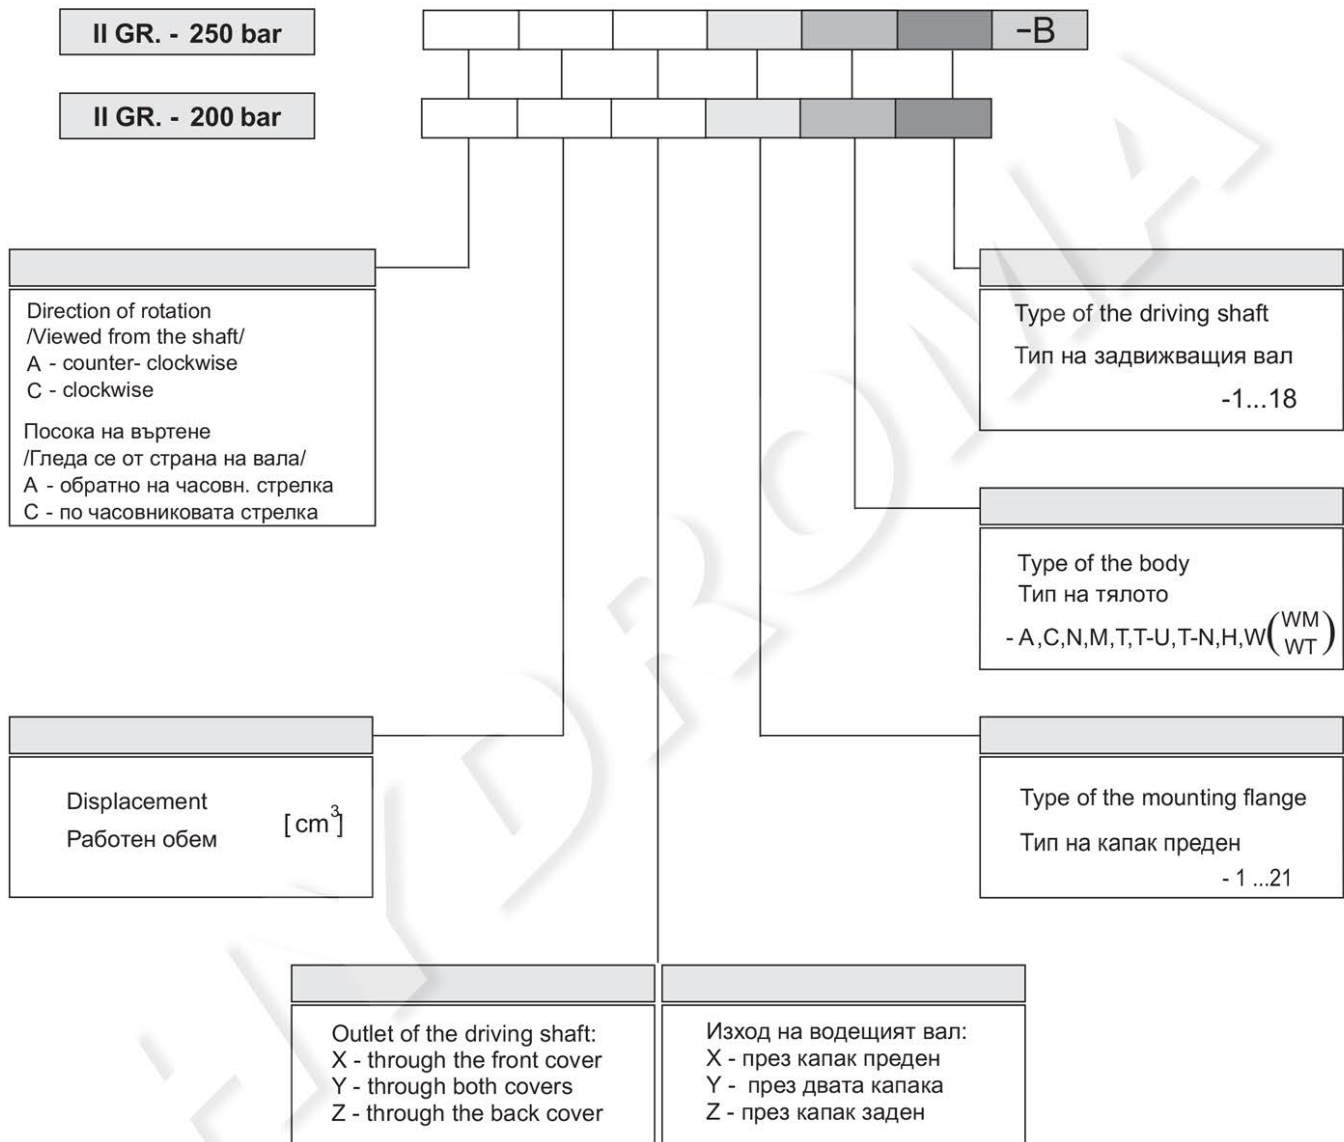 II GR. - 250 bar
-B
II GR. - 200 bar
Direction of rotation
/Viewed from the shaft/
A - counter- clockwise
C - clockwise
Посока на въртене
/Гледа се от страна на вала/
А - обратно на часовн. стрелка
С - по часовниковата стрелка
Type of the driving shaft
Тип на задвижващия вал
-1...18
Type of the body
Тип на тялото
- A,C,N,M,T,T-U,T-N,H,W(WM
WT)
Displacement
Работен обем
[cm³]
Type of the mounting flange
Тип на капак преден
- 1 ...21
Outlet of the driving shaft:
X - through the front cover
Y - through both covers
Z - through the back cover
Изход на водещият вал:
X - през капак преден
Y - през двата капака
Z - през капак заден
HYDROMA